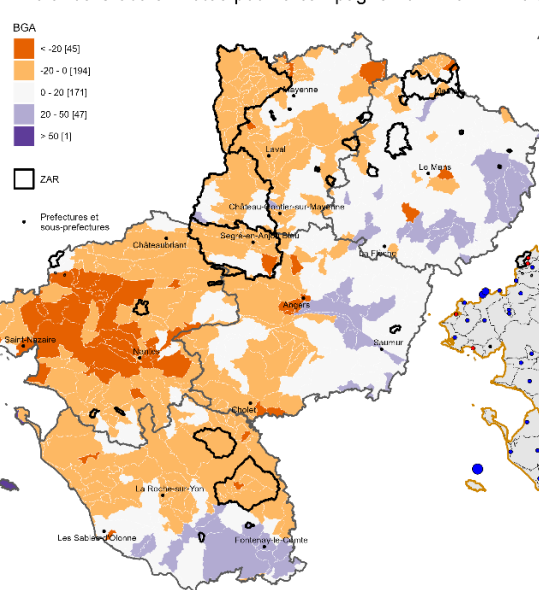 BGA
< -20 [45]
-20 - 0 [194]
0 - 20 [171]
20 - 50 [47]
> 50 [1]
ZAR
Prefectures et
sous-prefectures
Mayenne
Laval
Le Mans
Château-Gontier-sur-Mayenne
Segré-en-Anjou Bleu
Châteaubriant
La Flèche
Angers
Saint-Nazaire
Nantes
Saumur
Cholet
La Roche-sur-Yon
Les Sables-d'Olonne
Fontenay-le-Comte